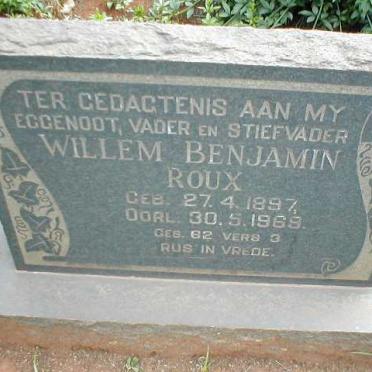 TER GEDAGTENIS AAN MY
EGGENOOT, VADER EN STIEFVADER
WILLEM BENJAMIN
ROUX
GEB. 27.4.1897,
OORL. 30.5.1969.
GES. 62 VERS 3
RUS IN VREDE.